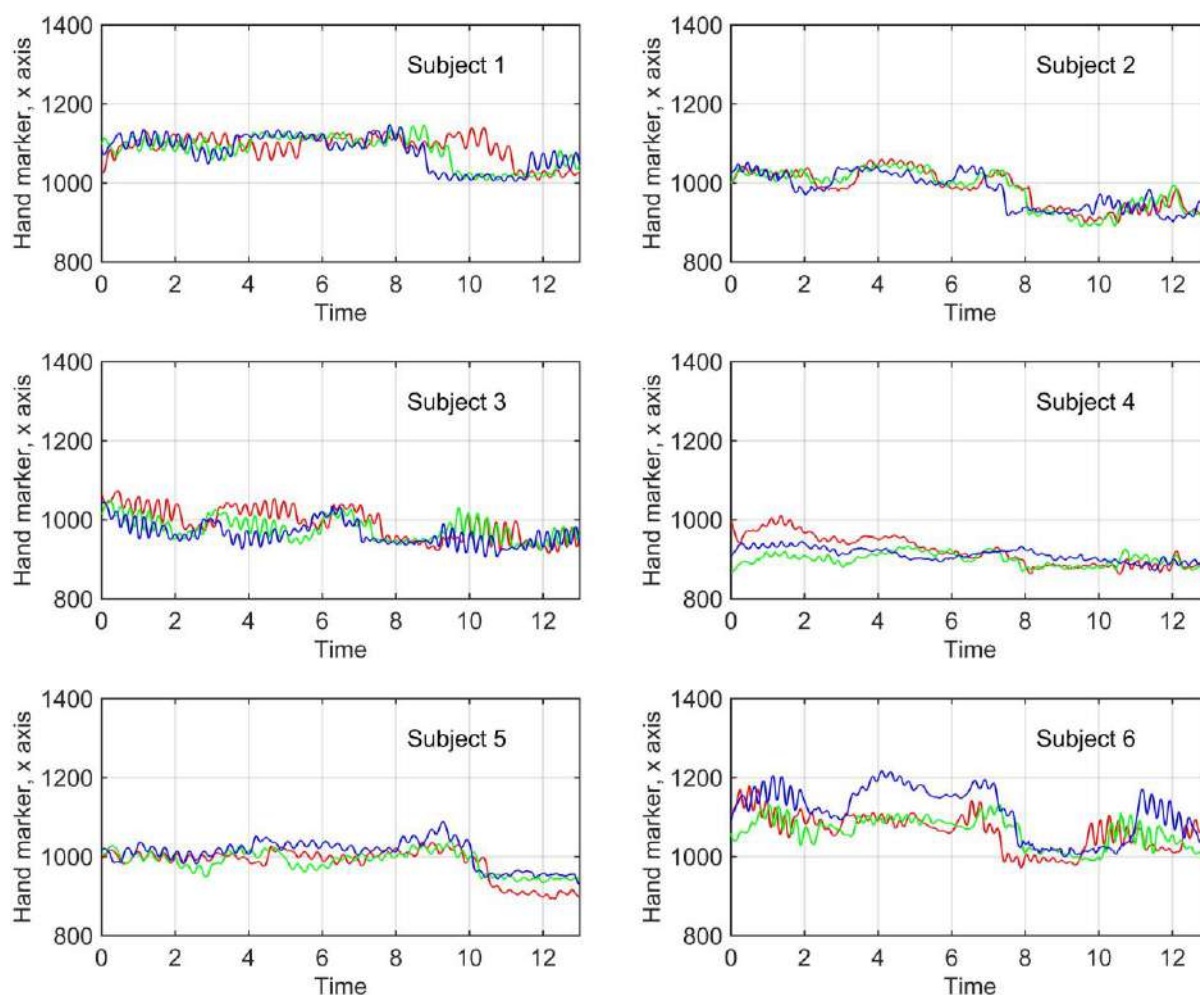 1400
1200
1000
800
Hand marker, x axis
Subject 1
0 2 4 6 8 10 12
Time
1400
1200
1000
800
Hand marker, x axis
Subject 2
0 2 4 6 8 10 12
Time
1400
1200
1000
800
Hand marker, x axis
Subject 3
0 2 4 6 8 10 12
Time
1400
1200
1000
800
Hand marker, x axis
Subject 4
0 2 4 6 8 10 12
Time
1400
1200
1000
800
Hand marker, x axis
Subject 5
0 2 4 6 8 10 12
Time
1400
1200
1000
800
Hand marker, x axis
Subject 6
0 2 4 6 8 10 12
Time